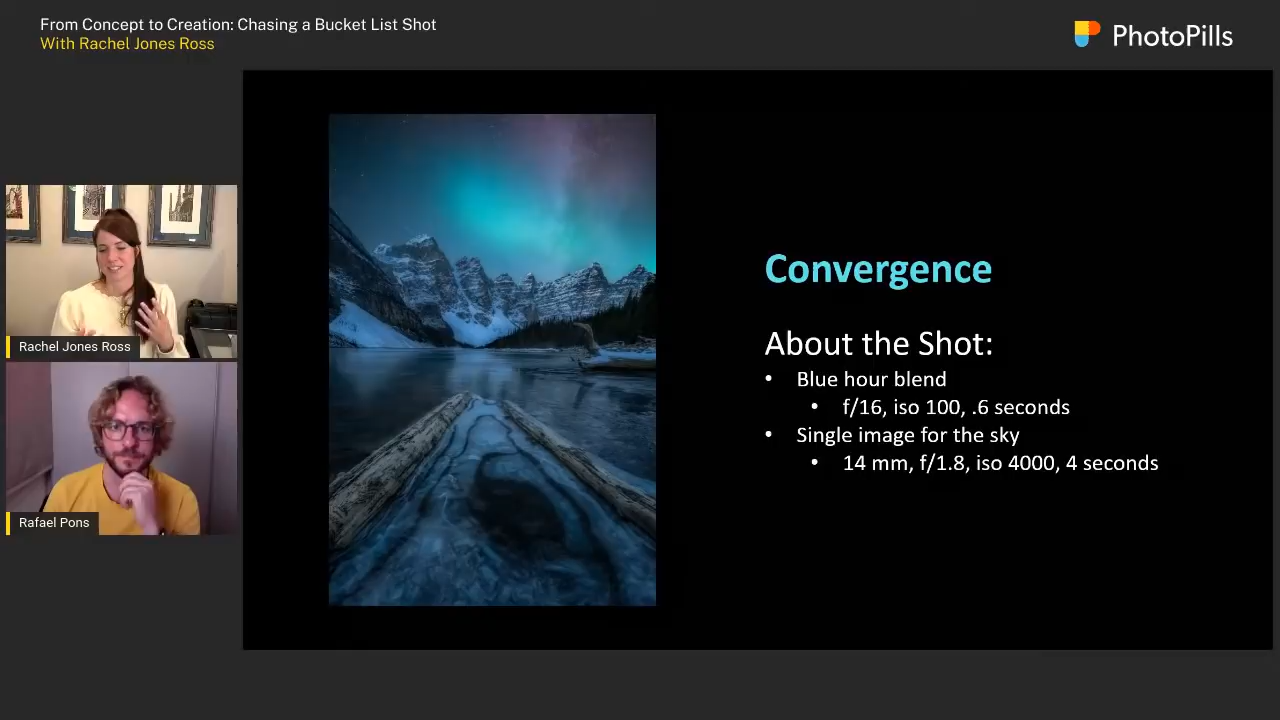 From Concept to Creation: Chasing a Bucket List Shot
With Rachel Jones Ross
PhotoPills
Rachel Jones Ross
Rafael Pons
Convergence
About the Shot:
• Blue hour blend
• f/16, iso 100, .6 seconds
• Single image for the sky
• 14 mm, f/1.8, iso 4000, 4 seconds